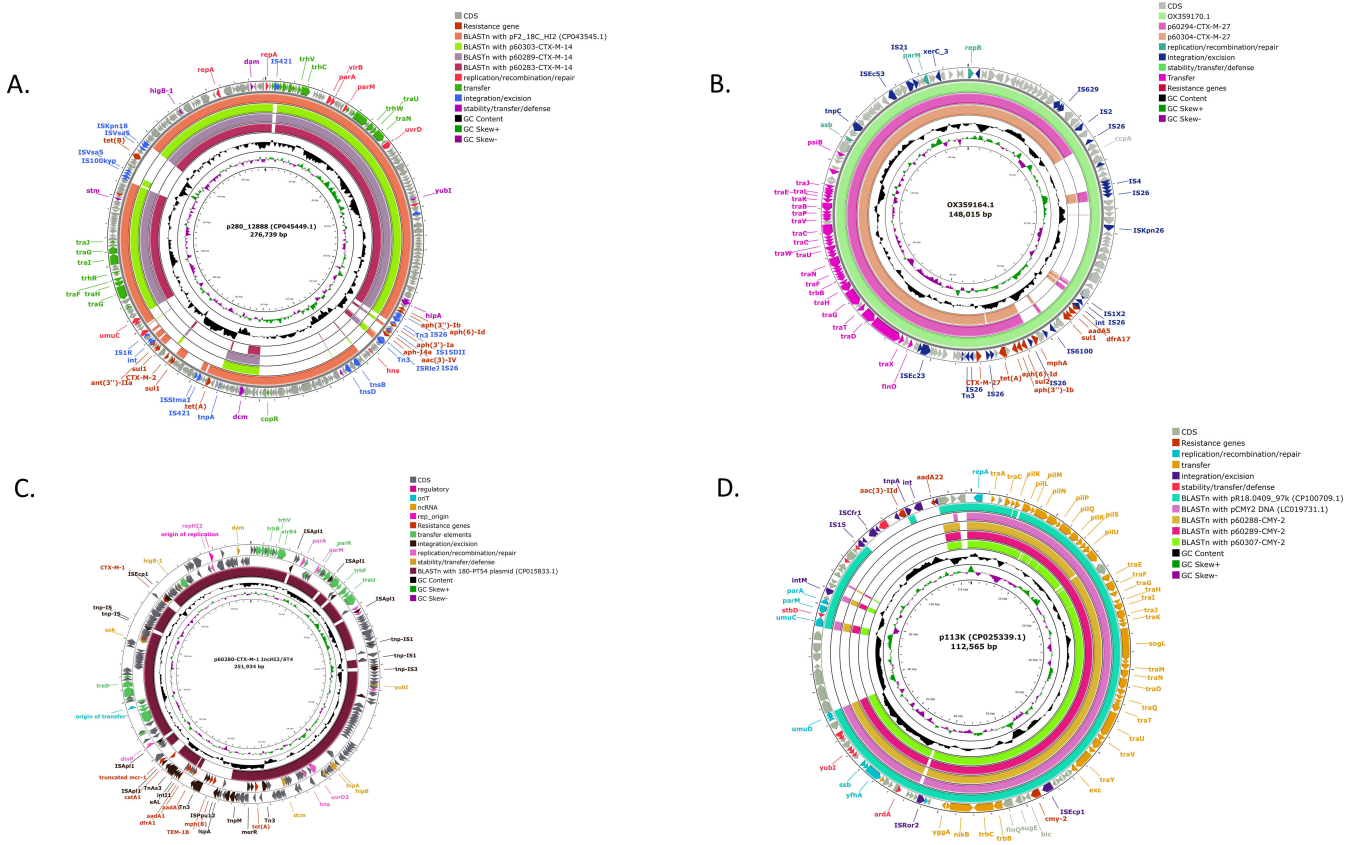 A.
CDS
Resistance gene
BLASTn with pF2_18C_HI2 (CP04354S.1)
BLASTn with p60303-CTX-M-14
BLASTn with p60289-CTX-M-14
BLASTn with p60283-CTX-M-14
replication/recombination/repair
transfer
integration/excision
stability/transfer/defense
GC Content
GC Skew+
GC Skew-
repA
IS421
trhV
trhC
virB
parA
parM
traU
trhW
traN
uvrD
yubI
hipA
aph(3'')-Ib
aph(6)-Id
Tn3
IS26
aph(3')-Ia
aph-I4a
IS15DII
aac(3)-IV
Tn3
ISRle7
IS26
hns
tnsB
tnsD
copR
dcm
tnpA
tet(A)
IS421
ISStma1
sul1
CTX-M-2
ant(3'')-IIa
sul1
int
IS1R
umuC
traG
traF
traH
trhR
traI
traG
traJ
stm
IS100kyp
ISVsa5
tet(B)
ISVsa5
ISKpn18
higB-1
repA
dam
p280_12888 (CP045449.1)
276,739 bp
B.
CDS
OX359170.1
p60294-CTX-M-27
p60304-CTX-M-27
replication/recombination/repair
integration/excision
stability/transfer/defense
Transfer
Resistance genes
GC Content
GC Skew+
GC Skew-
repB
IS629
IS2
IS26
ccpA
IS4
IS26
ISKpn26
IS1X2
int
IS26
aadA5
sul1
dfrA17
IS6100
mphA
IS26
aph(6)-Id
sul2
aph(3'')-Ib
tet(A)
CTX-M-27
IS26
IS26
Tn3
ISEc23
finO
traX
traD
traT
traG
traH
trbB
traF
traN
traU
traW
traC
traC
traV
traP
traB
traK
traL
traE
traJ
psiB
ssb
tnpC
ISEc53
IS21
parM
xerC_3
OX359164.1
148,015 bp
C.
CDS
regulatory
oriT
ncRNA
rep_origin
Resistance genes
transfer elements
integration/excision
replication/recombination/repair
stability/transfer/defense
BLASTn with 180-PT54 plasmid (CP015833.1)
GC Content
GC Skew+
GC Skew-
repHI2
origin of replication
dam
trhV
trhB
virB4
ISApl1
parA
parR
parM
ISApl1
trhF
traU
ISApl1
tnp-IS1
tnp-IS1
tnp-IS3
yubI
hipA
hipB
uvrD2
hns
dcm
Tn3
tet(A)
merR
tnpM
IspA
ISPpu12
mph(B)
TEM-1B
Tn3
aadA1
aadA1
dfrA1
eAL
intI1
TnAs3
catA1
ISApl1
truncated mcr-1
ISApl1
dinP
origin of transfer
traD
sok
tnp-IS
tnp-IS
ISEcp1
CTX-M-1
higB-1
p60280-CTX-M-1 IncHI2/ST4
251,934 bp
D.
CDS
Resistance genes
replication/recombination/repair
transfer
integration/excision
stability/transfer/defense
BLASTn with pR18.0409_97k (CP100709.1)
BLASTn with pCMY2 DNA (LC019731.1)
BLASTn with p60288-CMY-2
BLASTn with p60289-CMY-2
BLASTn with p60307-CMY-2
GC Content
GC Skew+
GC Skew-
repA
traA
traC
pilK
pilL
pilM
pilN
pilP
pilQ
pilR
pilS
pilU
traE
traF
traG
traH
traI
traJ
traK
sogL
traM
traN
traO
traQ
traT
traU
traV
traY
exc
ISEcp1
cmy-2
blc
sugE
finQ
trbB
trbC
nikB
yggA
ISRor2
ardA
yfhA
ssb
yubI
umuD
umuC
stbD
parM
parA
intM
IS15
ISCfr1
aac(3)-IId
tnpA
int
aadA22
p113K (CP025339.1)
112,565 bp